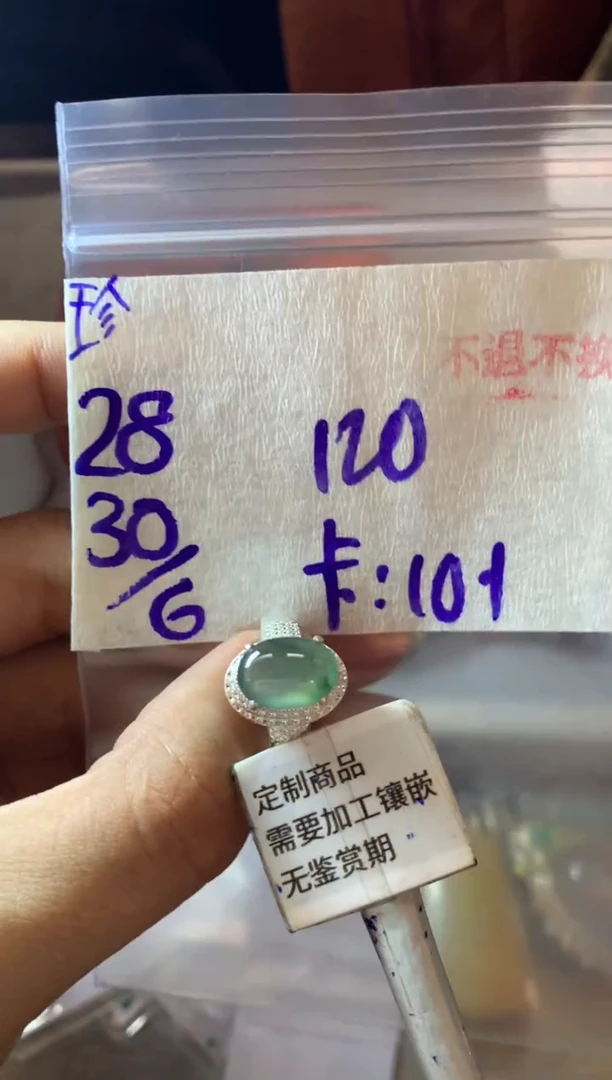 珍
不退不换
28
120
30/6
卡:101
定制商品
需要加工镶嵌
无鉴赏期